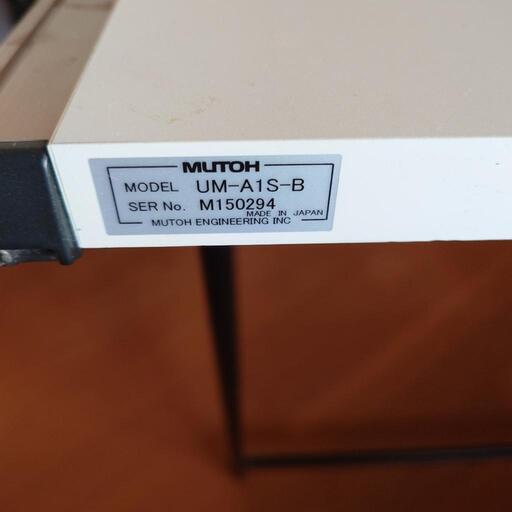 MUTOH
MODEL UM-A1S-B
SER No. M150294
MADE IN JAPAN
MUTOH ENGINEERING INC